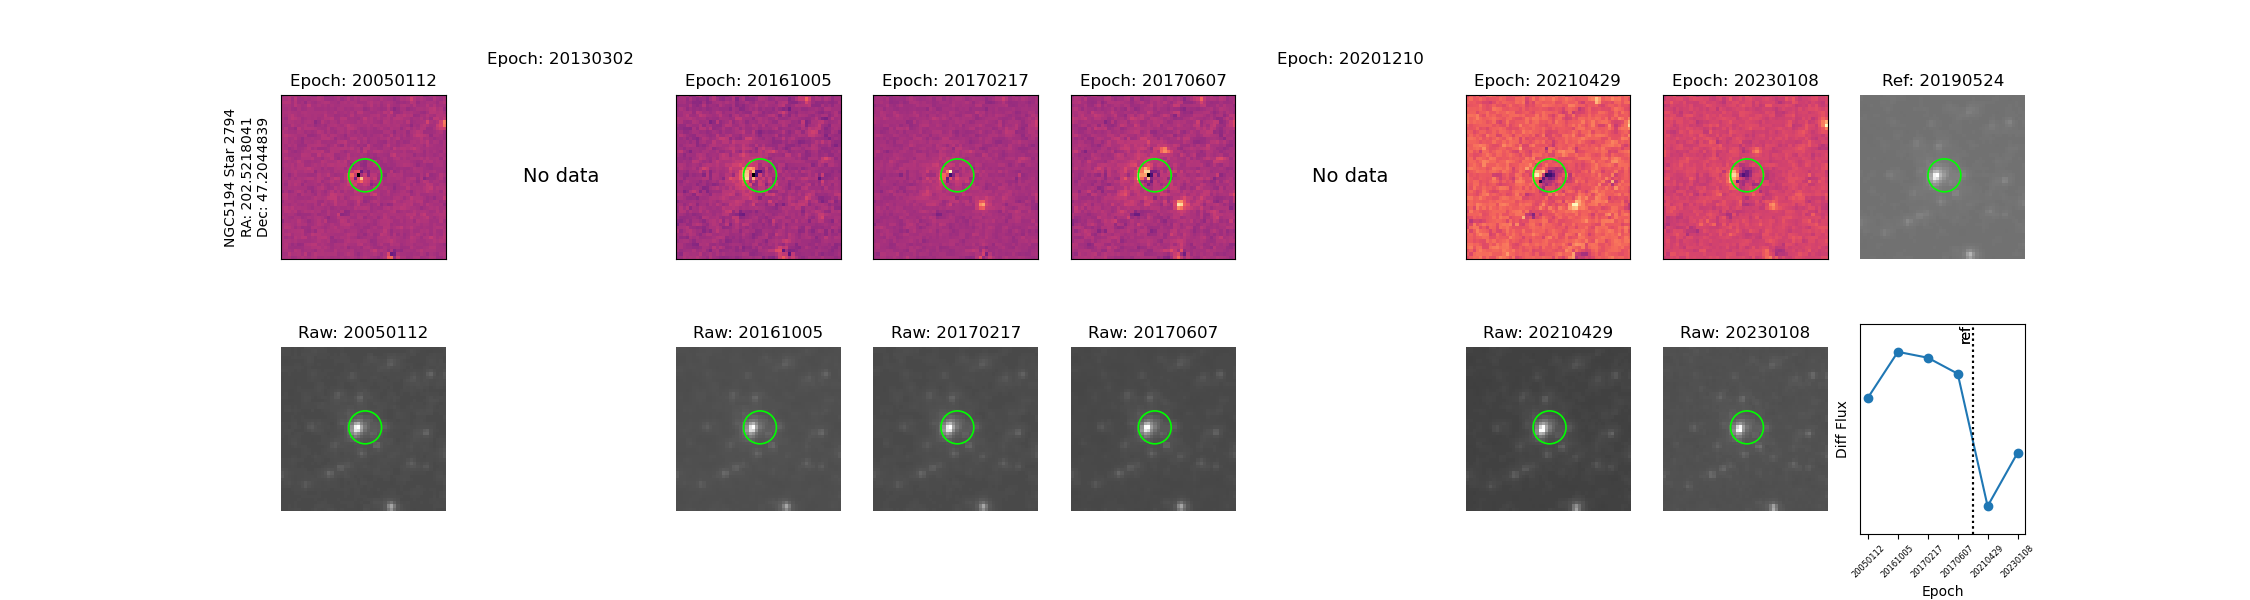 Epoch: 20130302
Epoch: 20201210
Epoch: 20050112
Epoch: 20161005
Epoch: 20170217
Epoch: 20170607
Epoch: 20210429
Epoch: 20230108
Ref: 20190524
NGC5194 Star 2794
RA: 202.5218041
Dec: 47.2044839
No data
No data
Raw: 20050112
Raw: 20161005
Raw: 20170217
Raw: 20170607
Raw: 20210429
Raw: 20230108
ref
Diff Flux
20050112
20161005
20170217
20170607
20210429
20230108
Epoch